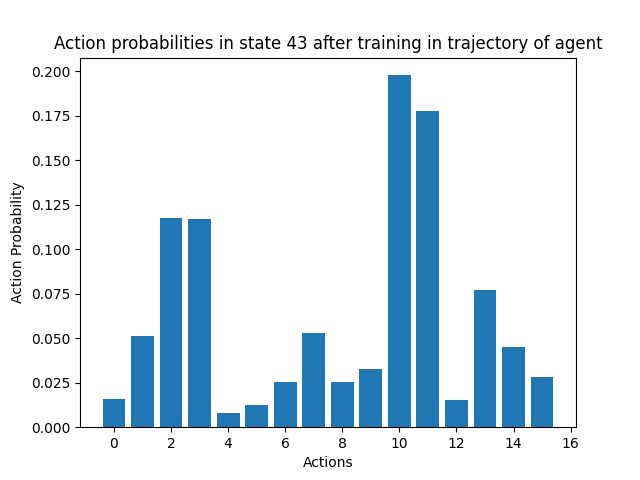 Action probabilities in state 43 after training in trajectory of agent
0.200
0.175
0.150
0.125
0.100
0.075
0.050
0.025
0.000
Action Probability
0 2 4 6 8 10 12 14 16
Actions